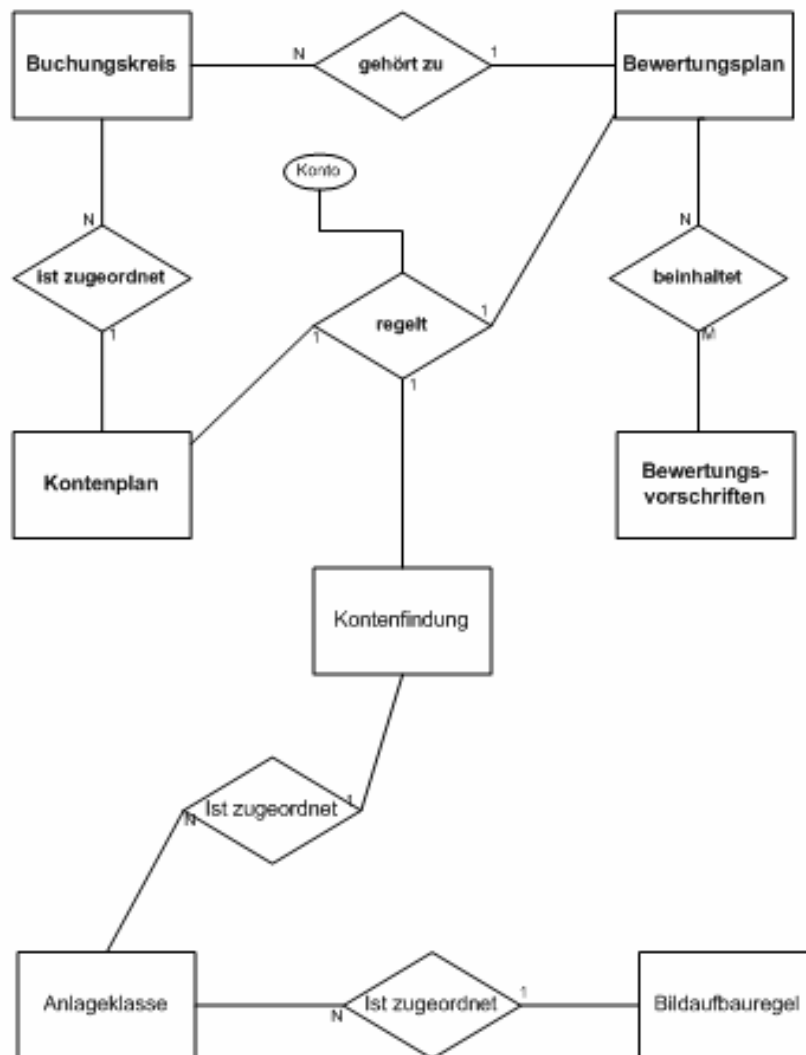 Buchungskreis
N
gehört zu
1
Bewertungsplan
Konto
N
ist zugeordnet
1
N
beinhaltet
M
regelt
1
1
1
Kontenplan
Bewertungs-
vorschriften
Kontenfindung
Ist zugeordnet
1
N
Anlageklasse
N
Ist zugeordnet
1
Bildaufbauregel